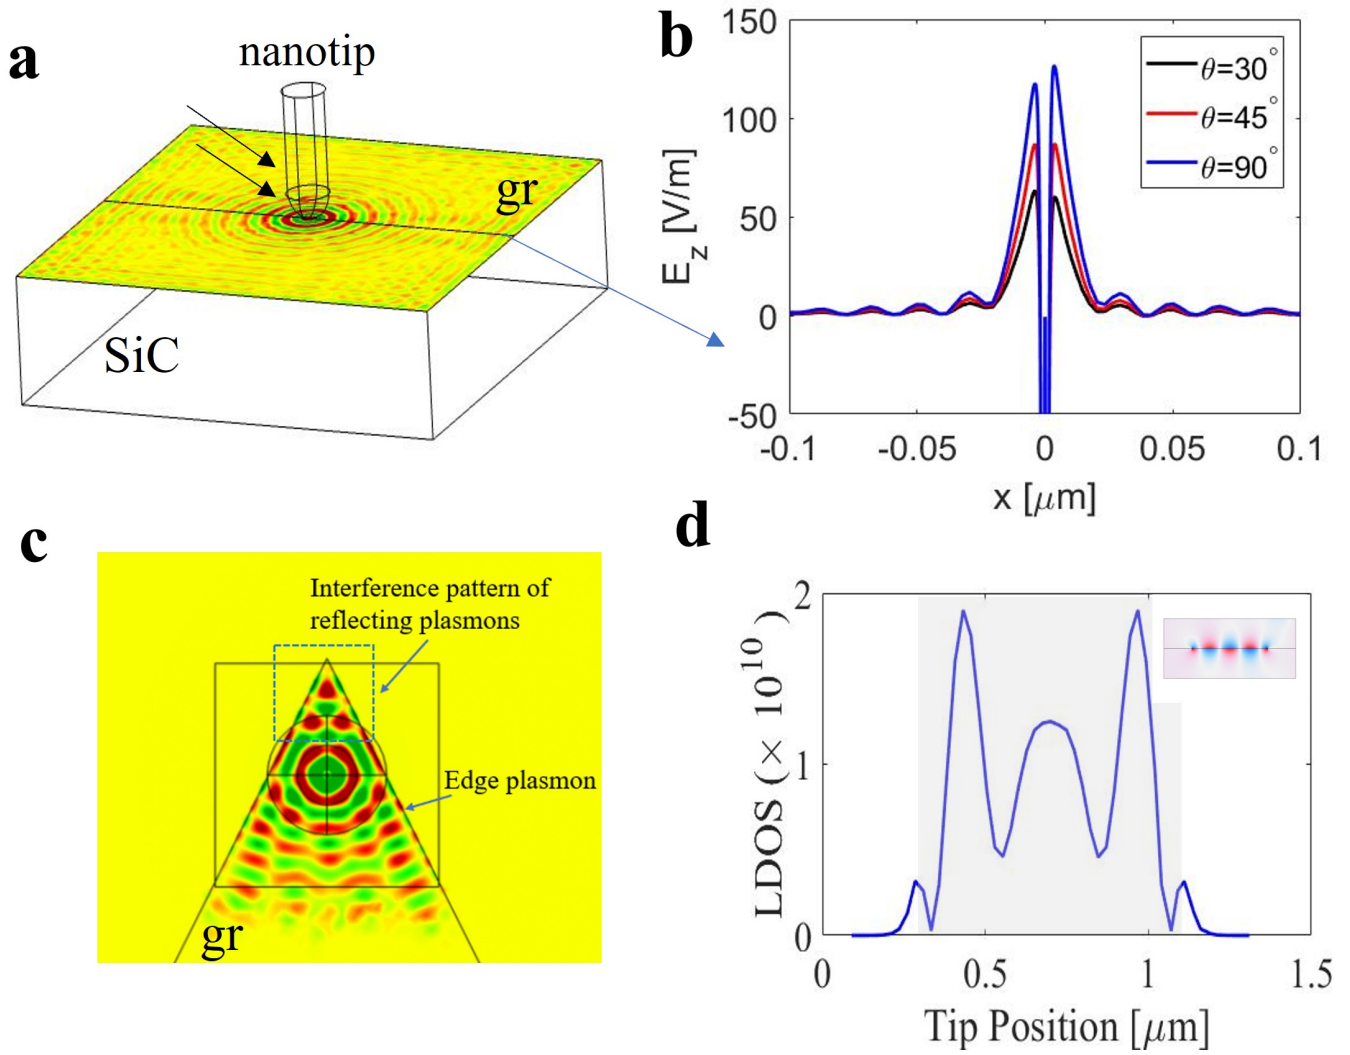 a
nanotip
gr
SiC
b
150
100
50
0
-50
E_z [V/m]
-0.1
-0.05
0
0.05
0.1
x [μm]
θ=30°
θ=45°
θ=90°
c
Interference pattern of
reflecting plasmons
Edge plasmon
gr
d
2
1
0
LDOS (× 10^10)
0
0.5
1
1.5
Tip Position [μm]